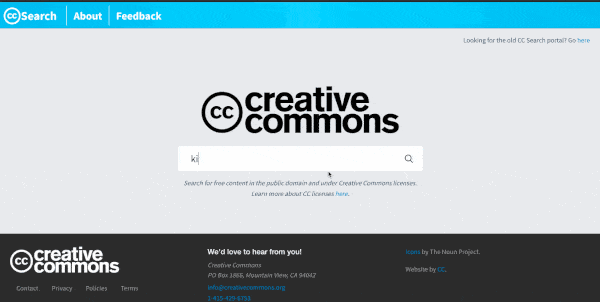 cc Search About Feedback
Looking for the old CC Search portal? Go here
cc creative
commons
ki
Search for free content in the public domain and under Creative Commons licenses.
Learn more about CC licenses here.
cc creative
commons
Contact Privacy Policies Terms
We'd love to hear from you!
Creative Commons
PO Box 1866, Mountain View, CA 94042
info@creativecommons.org
1-415-429-6753
Icons by The Noun Project.
Website by CC.